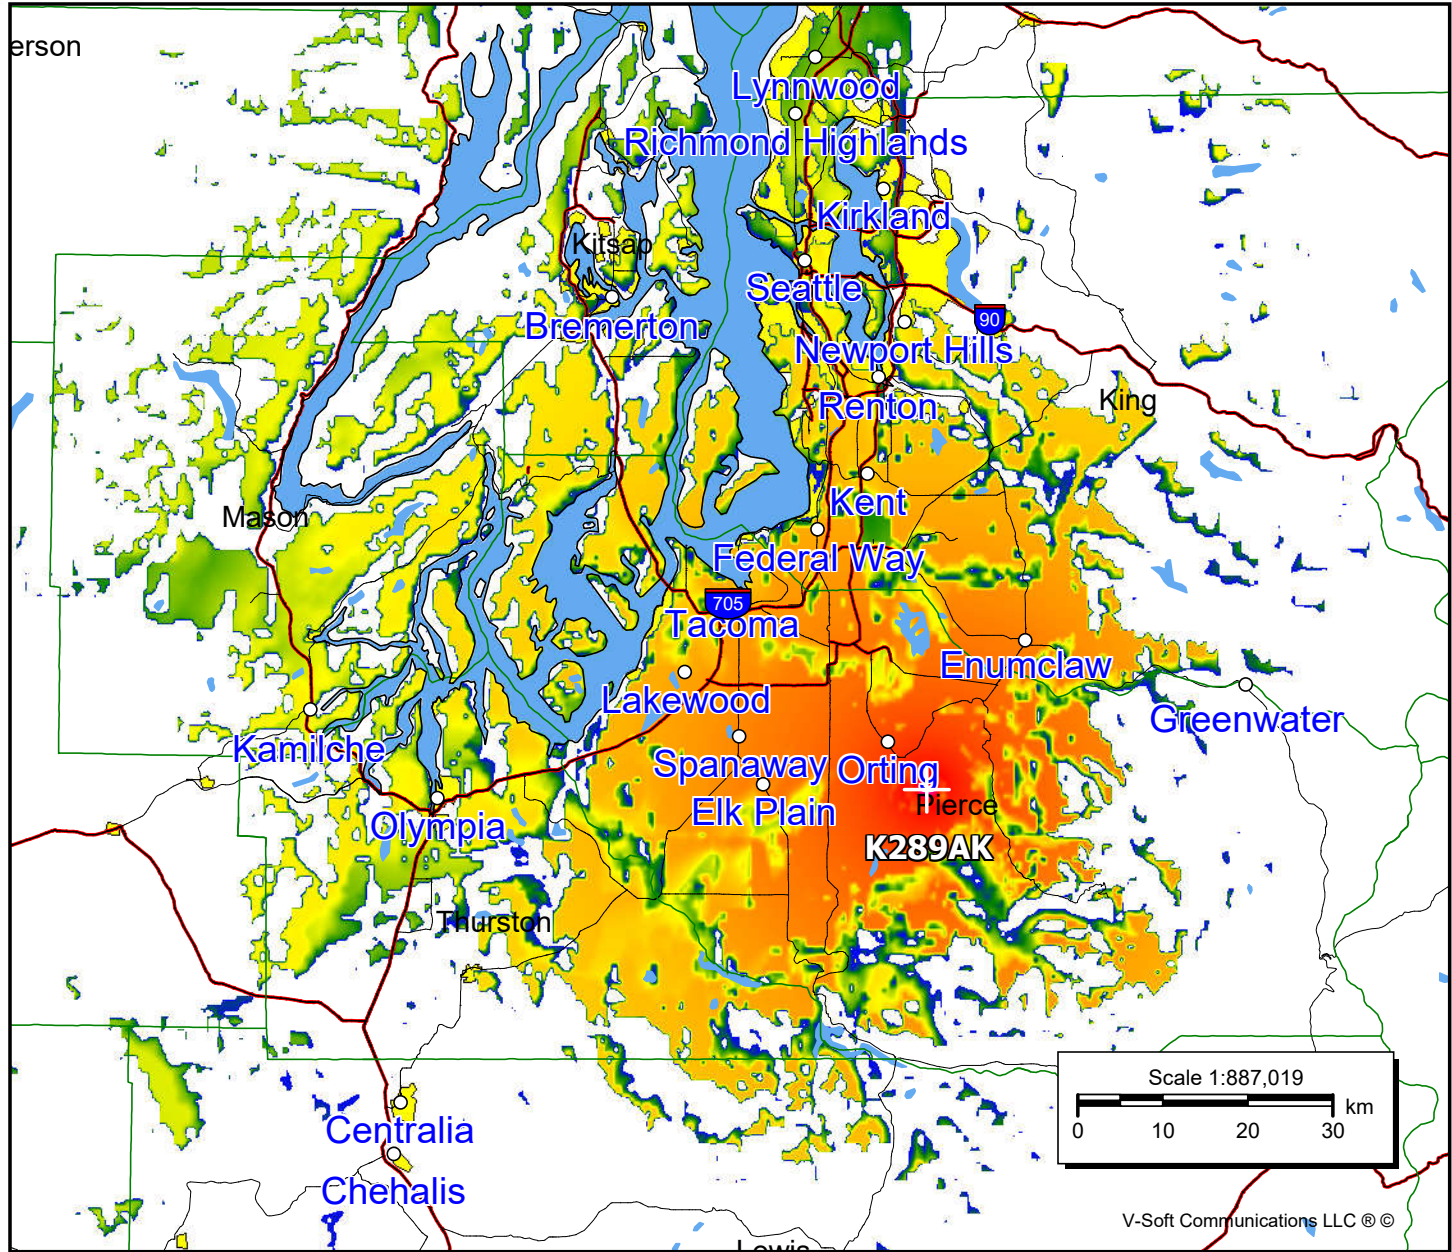 erson
Lynnwood
Richmond Highlands
Kirkland
Kitsap
Seattle
Bremerton
90
Newport Hills
King
Renton
Kent
Mason
Federal Way
705
Tacoma
Enumclaw
Lakewood
Greenwater
Kamilche
Spanaway
Orting
Pierce
Elk Plain
Olympia
K289AK
Thurston
Scale 1:887,019
km
0 10 20 30
Centralia
Chehalis
V-Soft Communications LLC ® ©
Lewis